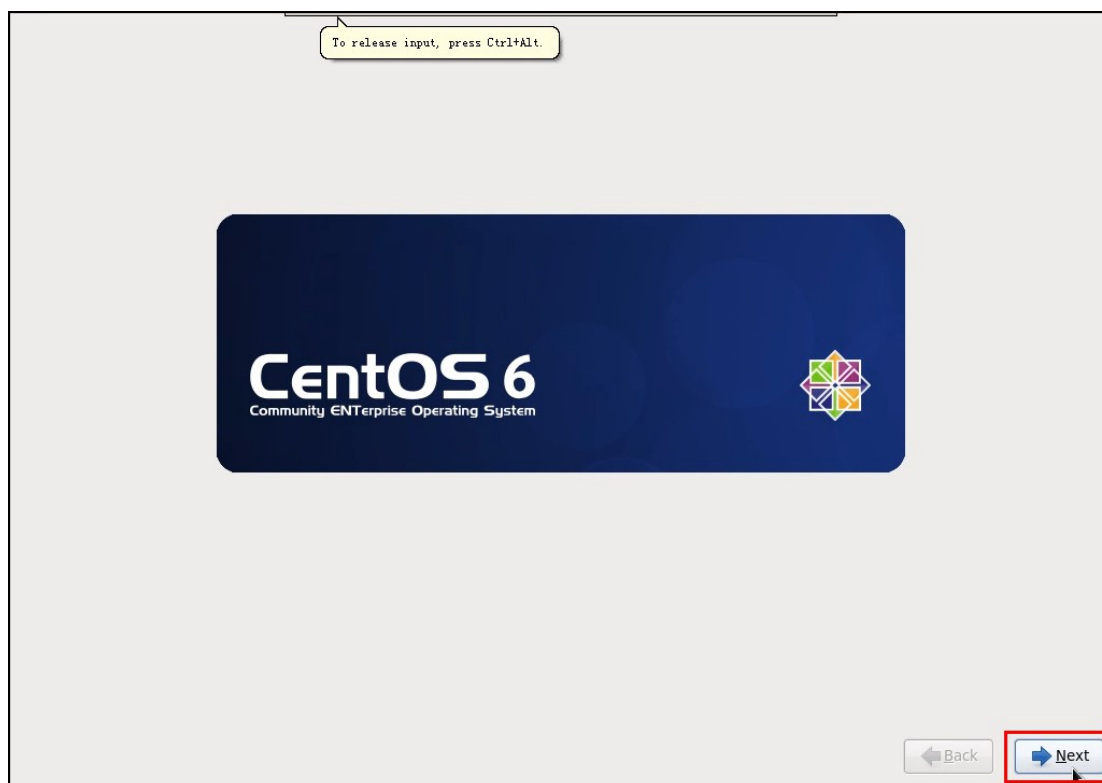 To release input, press Ctrl+Alt.
CentOS 6
Community ENTerprise Operating System
Back
Next